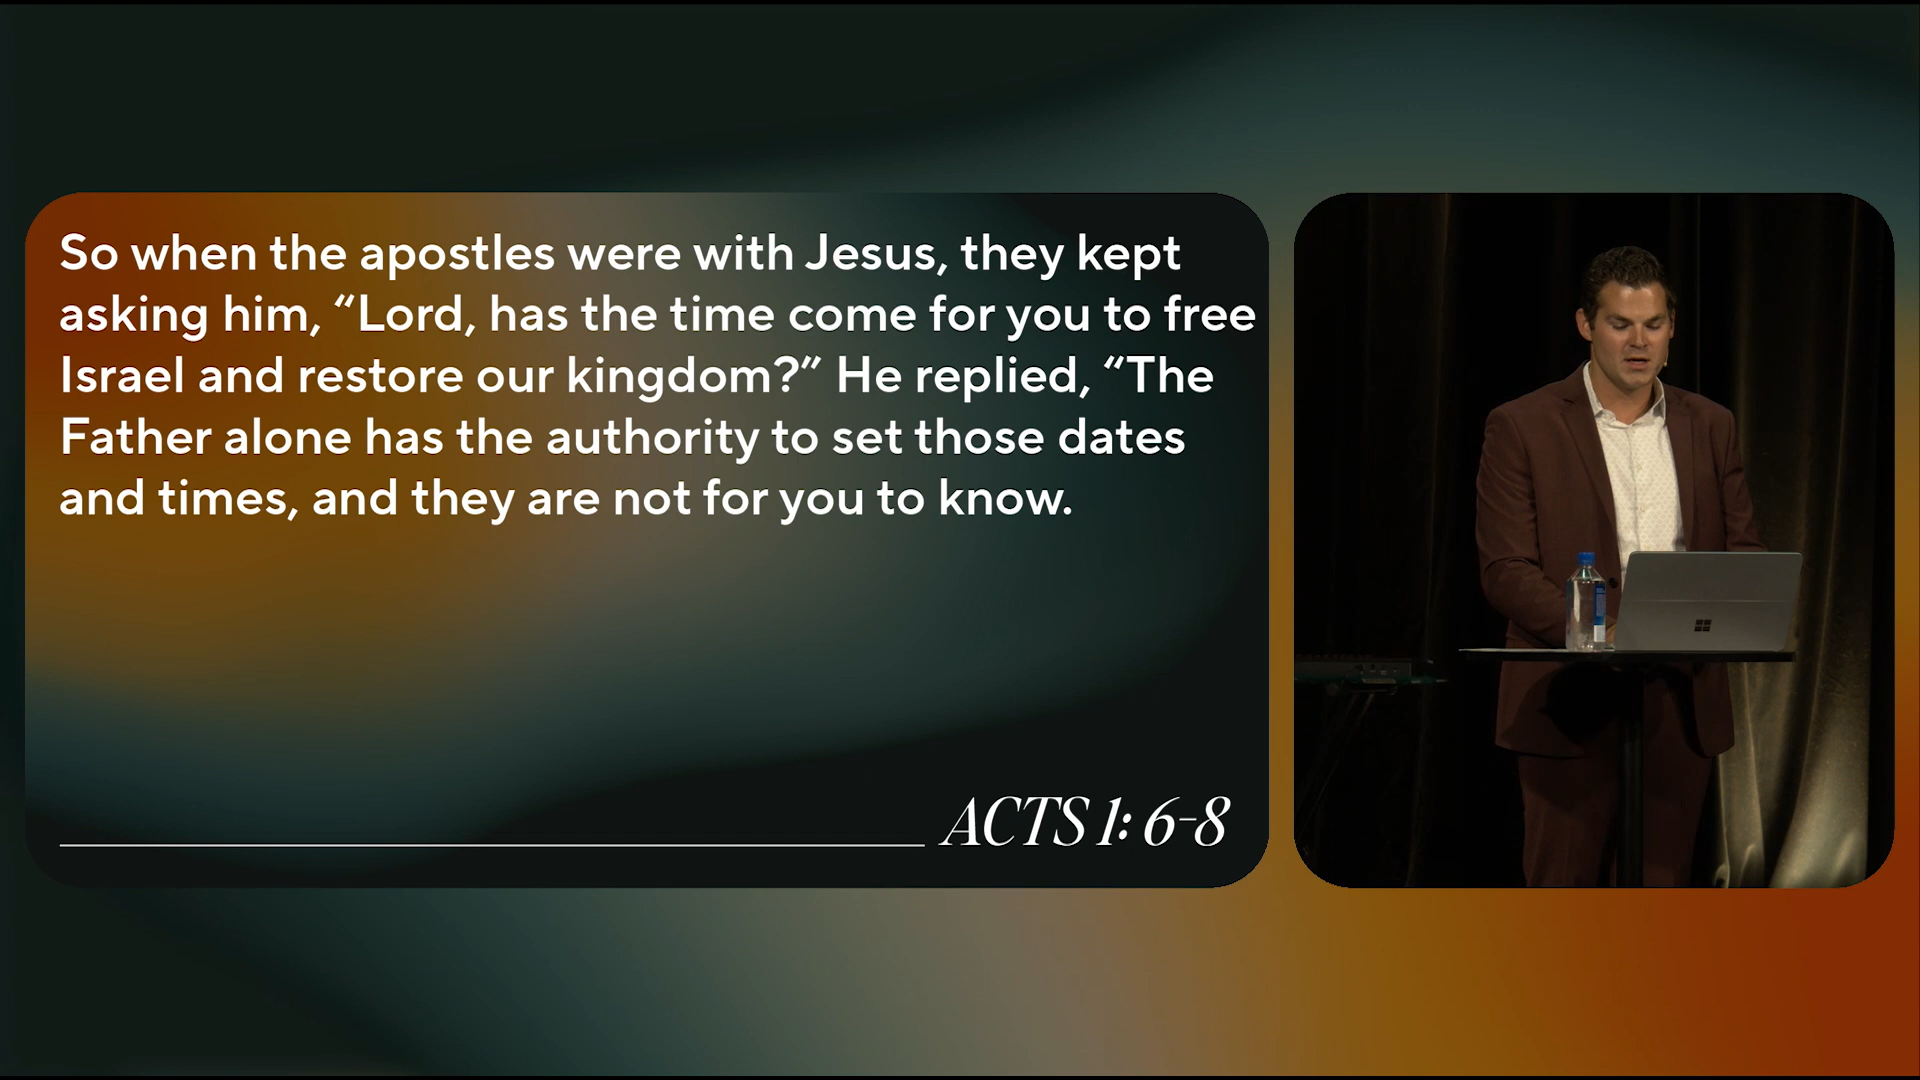 So when the apostles were with Jesus, they kept
asking him, “Lord, has the time come for you to free
Israel and restore our kingdom?” He replied, “The
Father alone has the authority to set those dates
and times, and they are not for you to know.
ACTS 1: 6-8